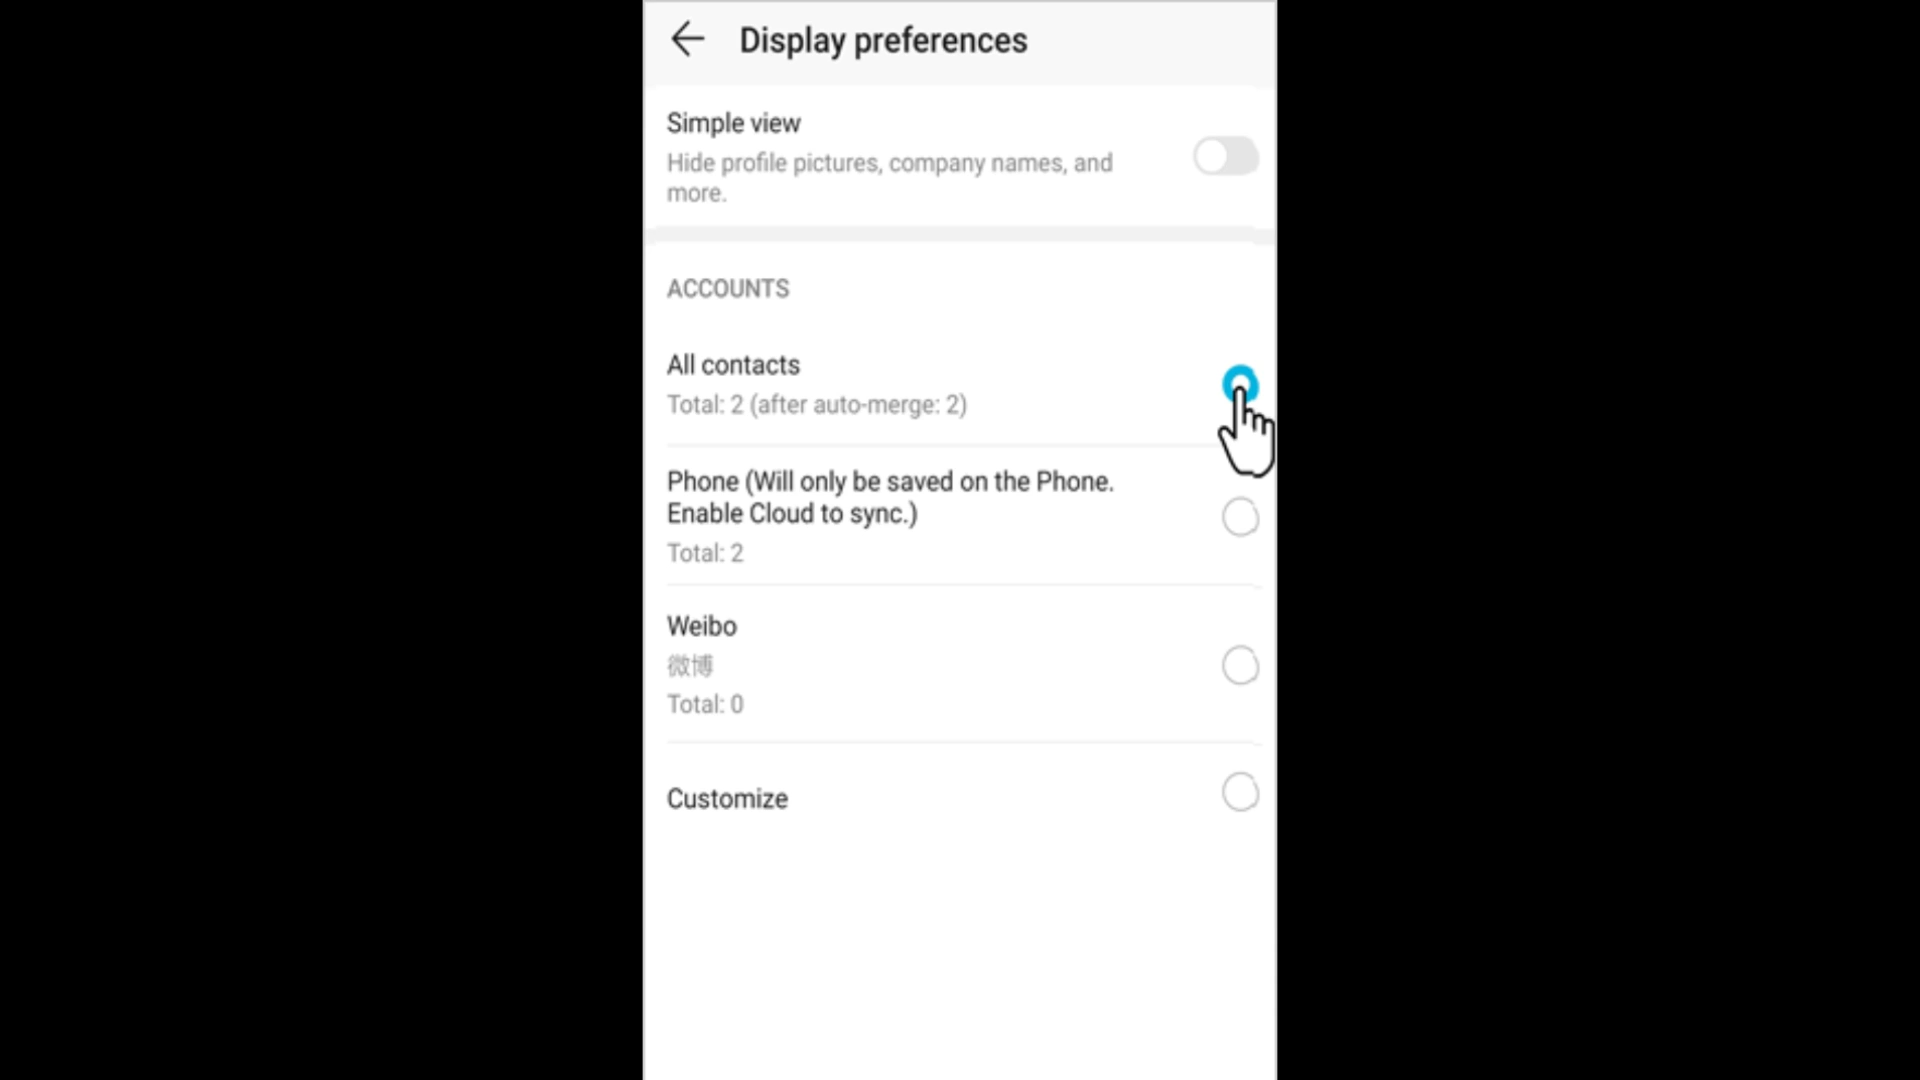 Display preferences
Simple view
Hide profile pictures, company names, and
more.
ACCOUNTS
All contacts
Total: 2 (after auto-merge: 2)
Phone (Will only be saved on the Phone.
Enable Cloud to sync.)
Total: 2
Weibo
微博
Total: 0
Customize